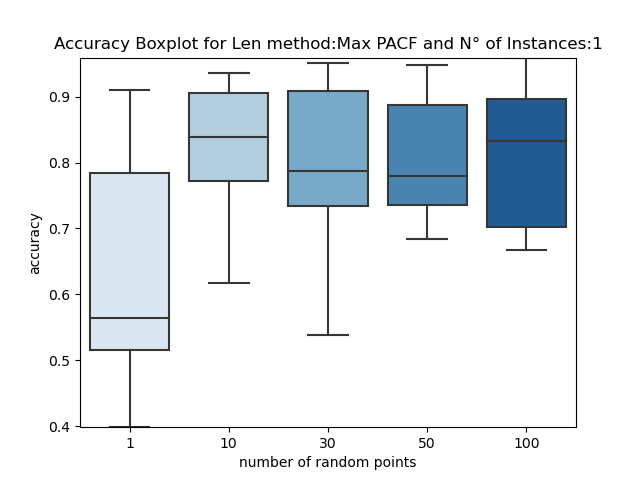 Accuracy Boxplot for Len method:Max PACF and N° of Instances:1
0.9
0.8
0.7
0.6
0.5
0.4
accuracy
1 10 30 50 100
number of random points